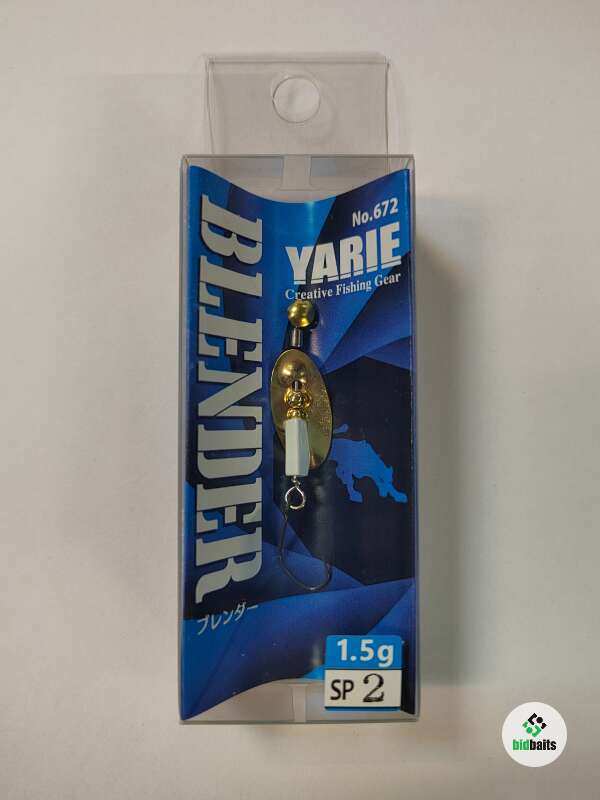 No.672
YARIE
Creative Fishing Gear
BLENDER
ブレンダー
1.5g
SP 2
bidbaits